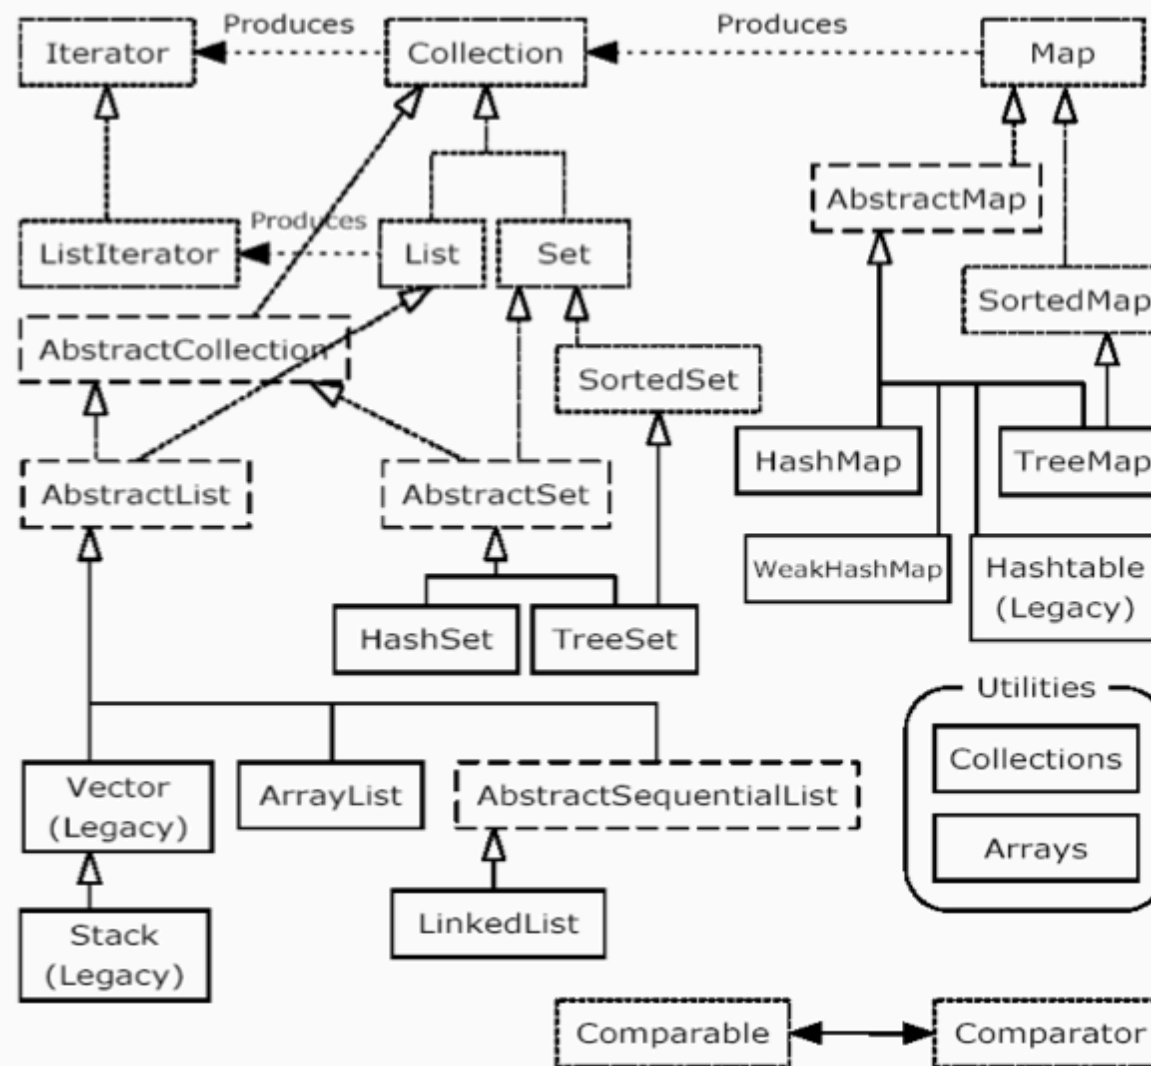 Produces
Produces
Iterator
Collection
Map
AbstractMap
Produces
ListIterator
List
Set
SortedMap
AbstractCollection
SortedSet
HashMap
TreeMap
AbstractList
AbstractSet
WeakHashMap
Hashtable
(Legacy)
HashSet
TreeSet
Utilities
Collections
Vector
(Legacy)
ArrayList
AbstractSequentialList
Arrays
LinkedList
Stack
(Legacy)
Comparable
Comparator